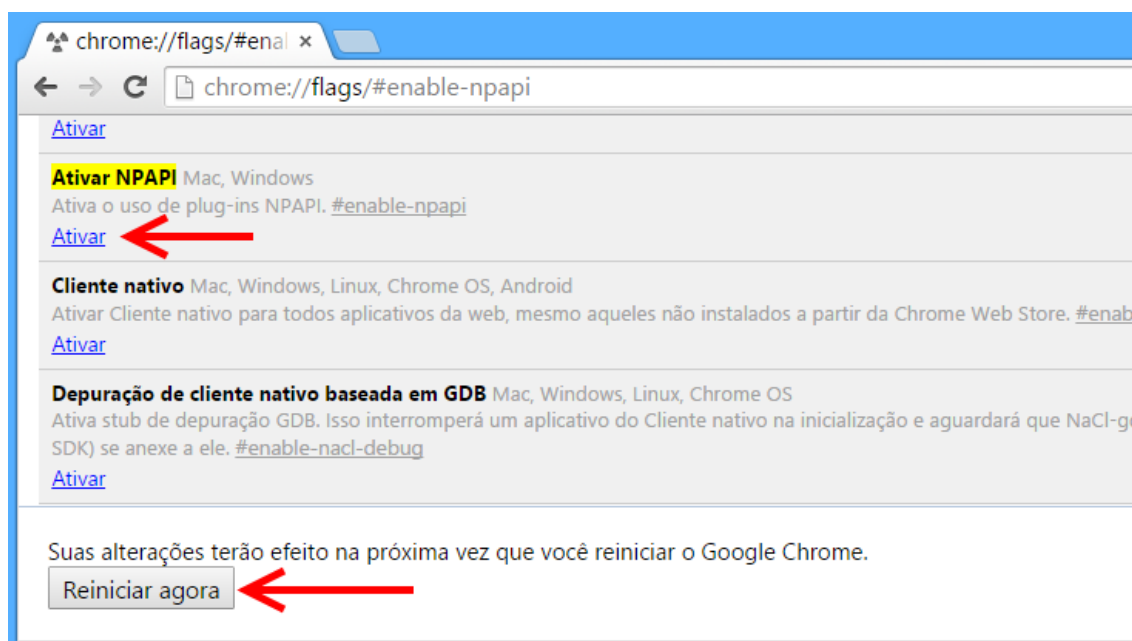 chrome://flags/#enal
chrome://flags/#enable-npapi
Ativar
Ativar NPAPI Mac, Windows
Ativa o uso de plug-ins NPAPI. #enable-npapi
Ativar
Cliente nativo Mac, Windows, Linux, Chrome OS, Android
Ativar Cliente nativo para todos aplicativos da web, mesmo aqueles não instalados a partir da Chrome Web Store. #enab
Ativar
Depuração de cliente nativo baseada em GDB Mac, Windows, Linux, Chrome OS
Ativa stub de depuração GDB. Isso interromperá um aplicativo do Cliente nativo na inicialização e aguardará que NaCl-g
SDK) se anexe a ele. #enable-nacl-debug
Ativar
Suas alterações terão efeito na próxima vez que você reiniciar o Google Chrome.
Reiniciar agora